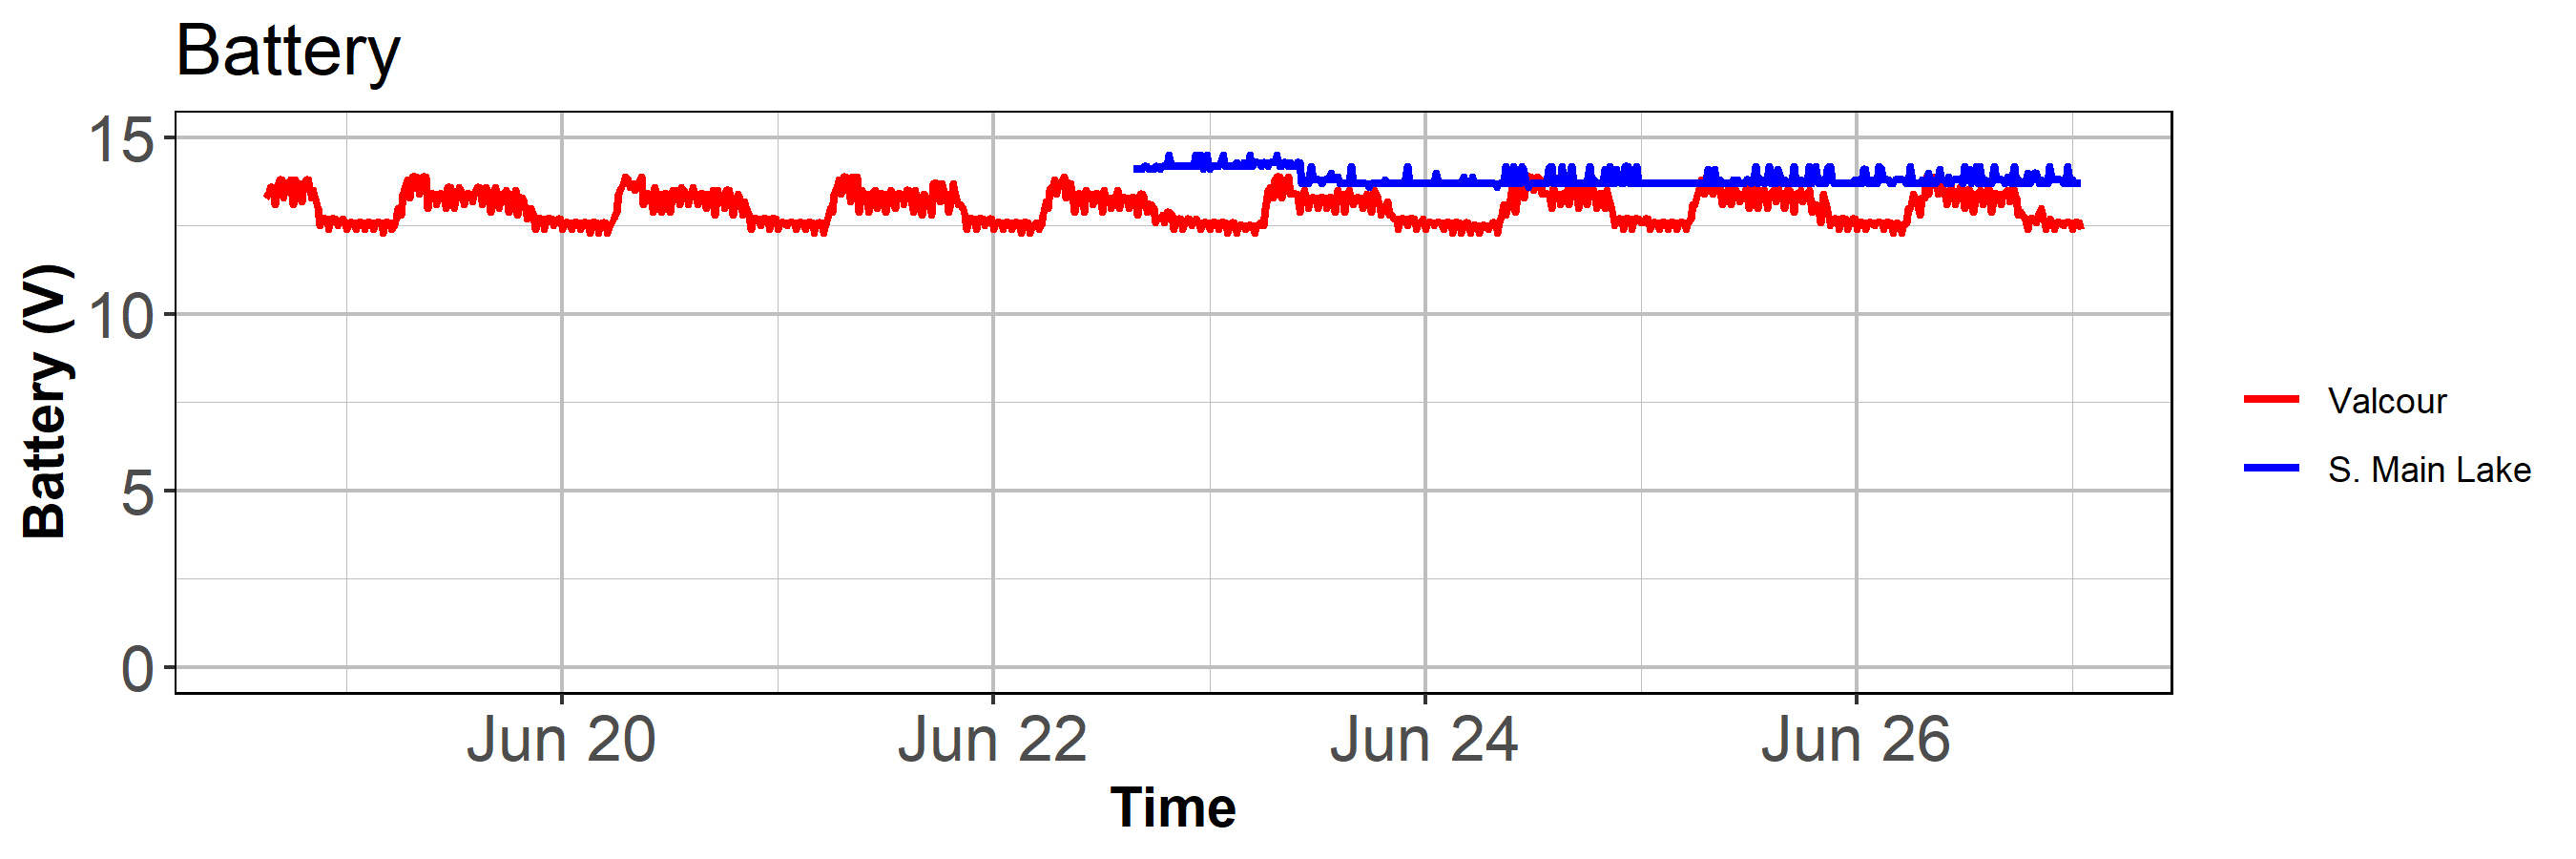 Battery
15
10
5
0
Battery (V)
Jun 20
Jun 22
Jun 24
Jun 26
Time
Valcour
S. Main Lake